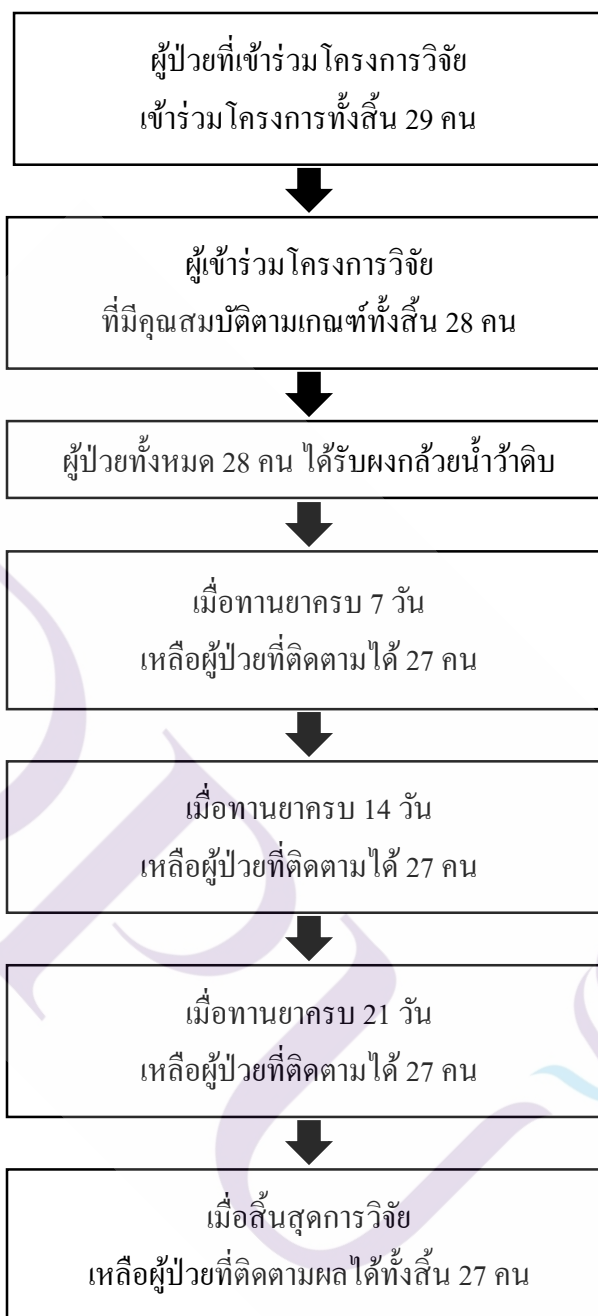 ผู้ป่วยที่เข้าร่วมโครงการวิจัย
เข้าร่วมโครงการทั้งสิ้น 29 คน
ผู้เข้าร่วมโครงการวิจัย
ที่มีคุณสมบัติตามเกณฑ์ทั้งสิ้น 28 คน
ผู้ป่วยทั้งหมด 28 คน ได้รับผงกล้วยน้ำว้าดิบ
เมื่อทานยาครบ 7 วัน
เหลือผู้ป่วยที่ติดตามได้ 27 คน
เมื่อทานยาครบ 14 วัน
เหลือผู้ป่วยที่ติดตามได้ 27 คน
เมื่อทานยาครบ 21 วัน
เหลือผู้ป่วยที่ติดตามได้ 27 คน
เมื่อสิ้นสุดการวิจัย
เหลือผู้ป่วยที่ติดตามผลได้ทั้งสิ้น 27 คน
DPU